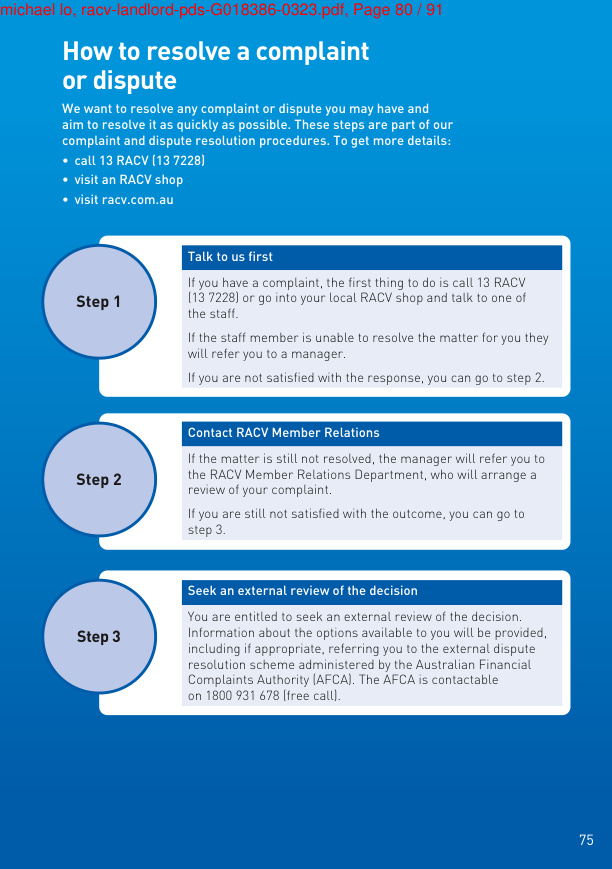 michael lo, racv-landlord-pds-G018386-0323.pdf, Page 80 / 91
How to resolve a complaint
or dispute
We want to resolve any complaint or dispute you may have and
aim to resolve it as quickly as possible. These steps are part of our
complaint and dispute resolution procedures. To get more details:
• call 13 RACV (13 7228)
• visit an RACV shop
• visit racv.com.au
Step 1
Talk to us first
If you have a complaint, the first thing to do is call 13 RACV
(13 7228) or go into your local RACV shop and talk to one of
the staff.
If the staff member is unable to resolve the matter for you they
will refer you to a manager.
If you are not satisfied with the response, you can go to step 2.
Step 2
Contact RACV Member Relations
If the matter is still not resolved, the manager will refer you to
the RACV Member Relations Department, who will arrange a
review of your complaint.
If you are still not satisfied with the outcome, you can go to
step 3.
Step 3
Seek an external review of the decision
You are entitled to seek an external review of the decision.
Information about the options available to you will be provided,
including if appropriate, referring you to the external dispute
resolution scheme administered by the Australian Financial
Complaints Authority (AFCA). The AFCA is contactable
on 1800 931 678 (free call).
75